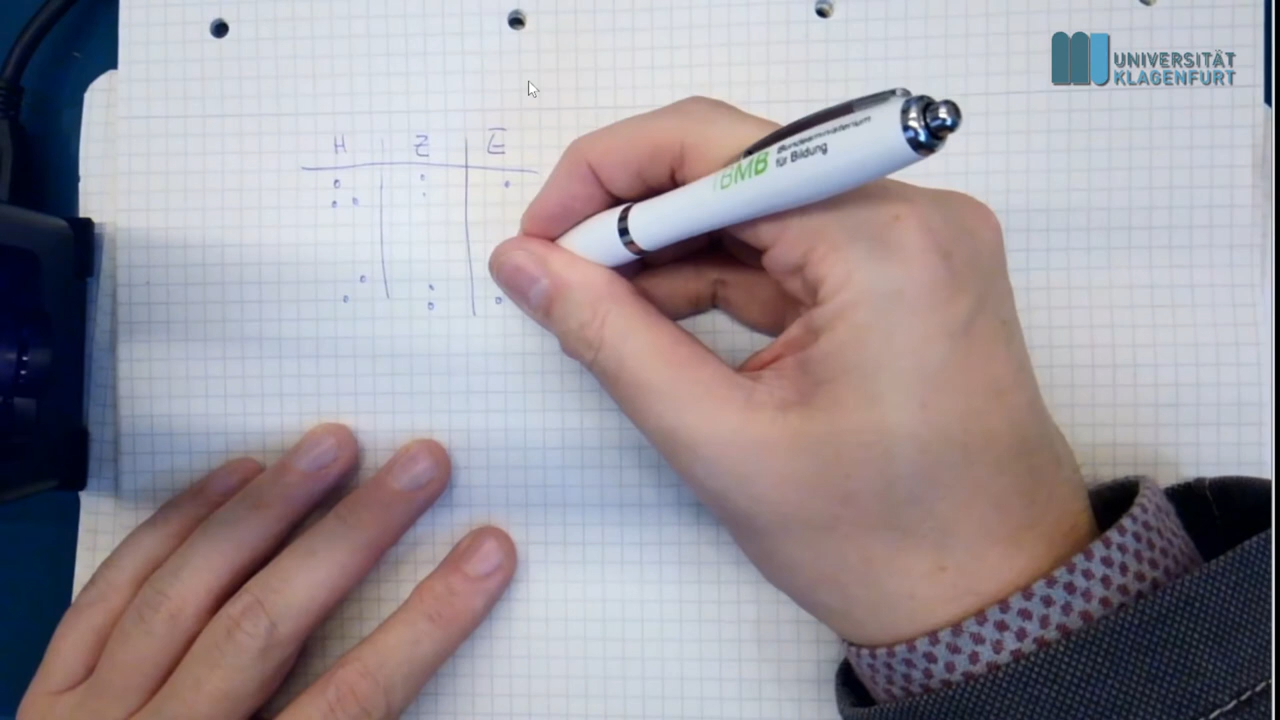 UNIVERSITÄT
KLAGENFURT
H Z E
BMB Bundesministerium
für Bildung